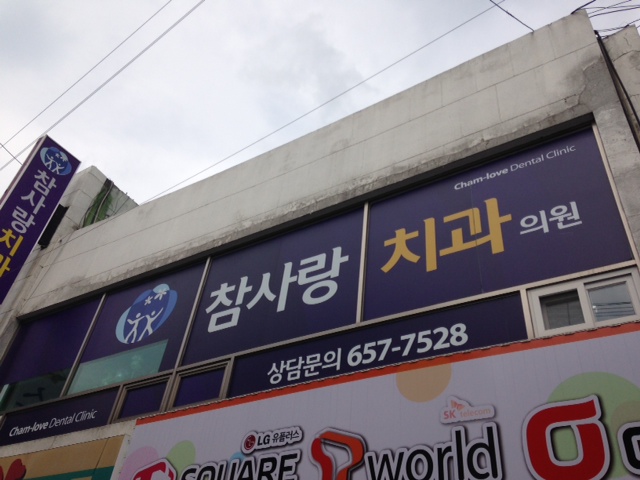 참사랑치과
Cham-love Dental Clinic
참사랑 치과 의원
상담문의 657-7528
Cham-love Dental Clinic
LG 유플러스
SK telecom
SQUARE T world